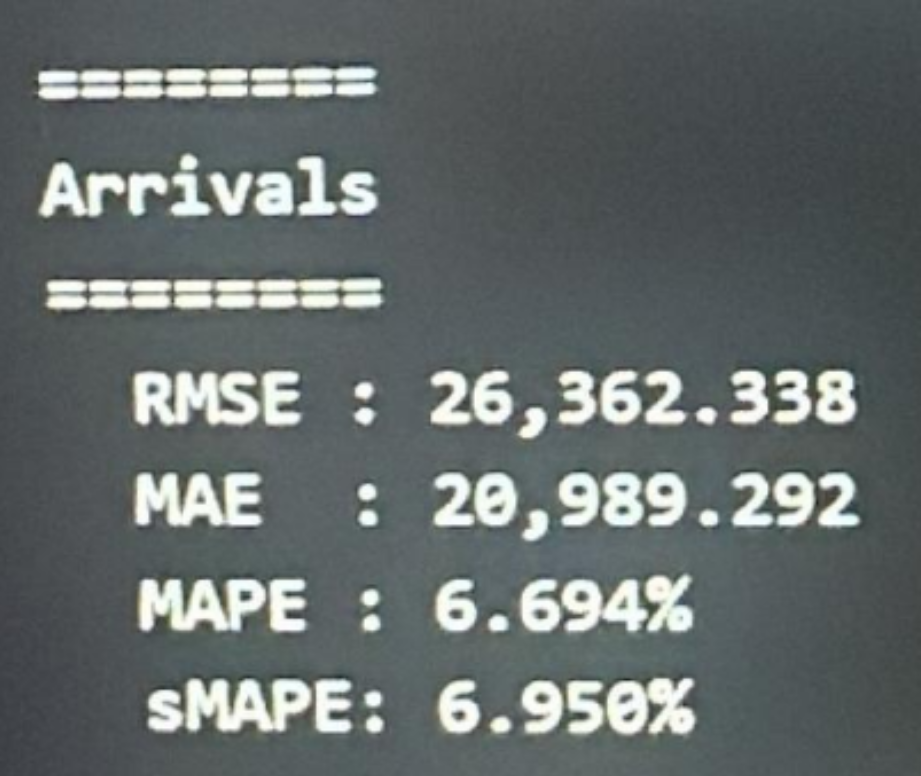 ========
Arrivals
========
RMSE : 26,362.338
MAE  : 20,989.292
MAPE : 6.694%
sMAPE: 6.950%